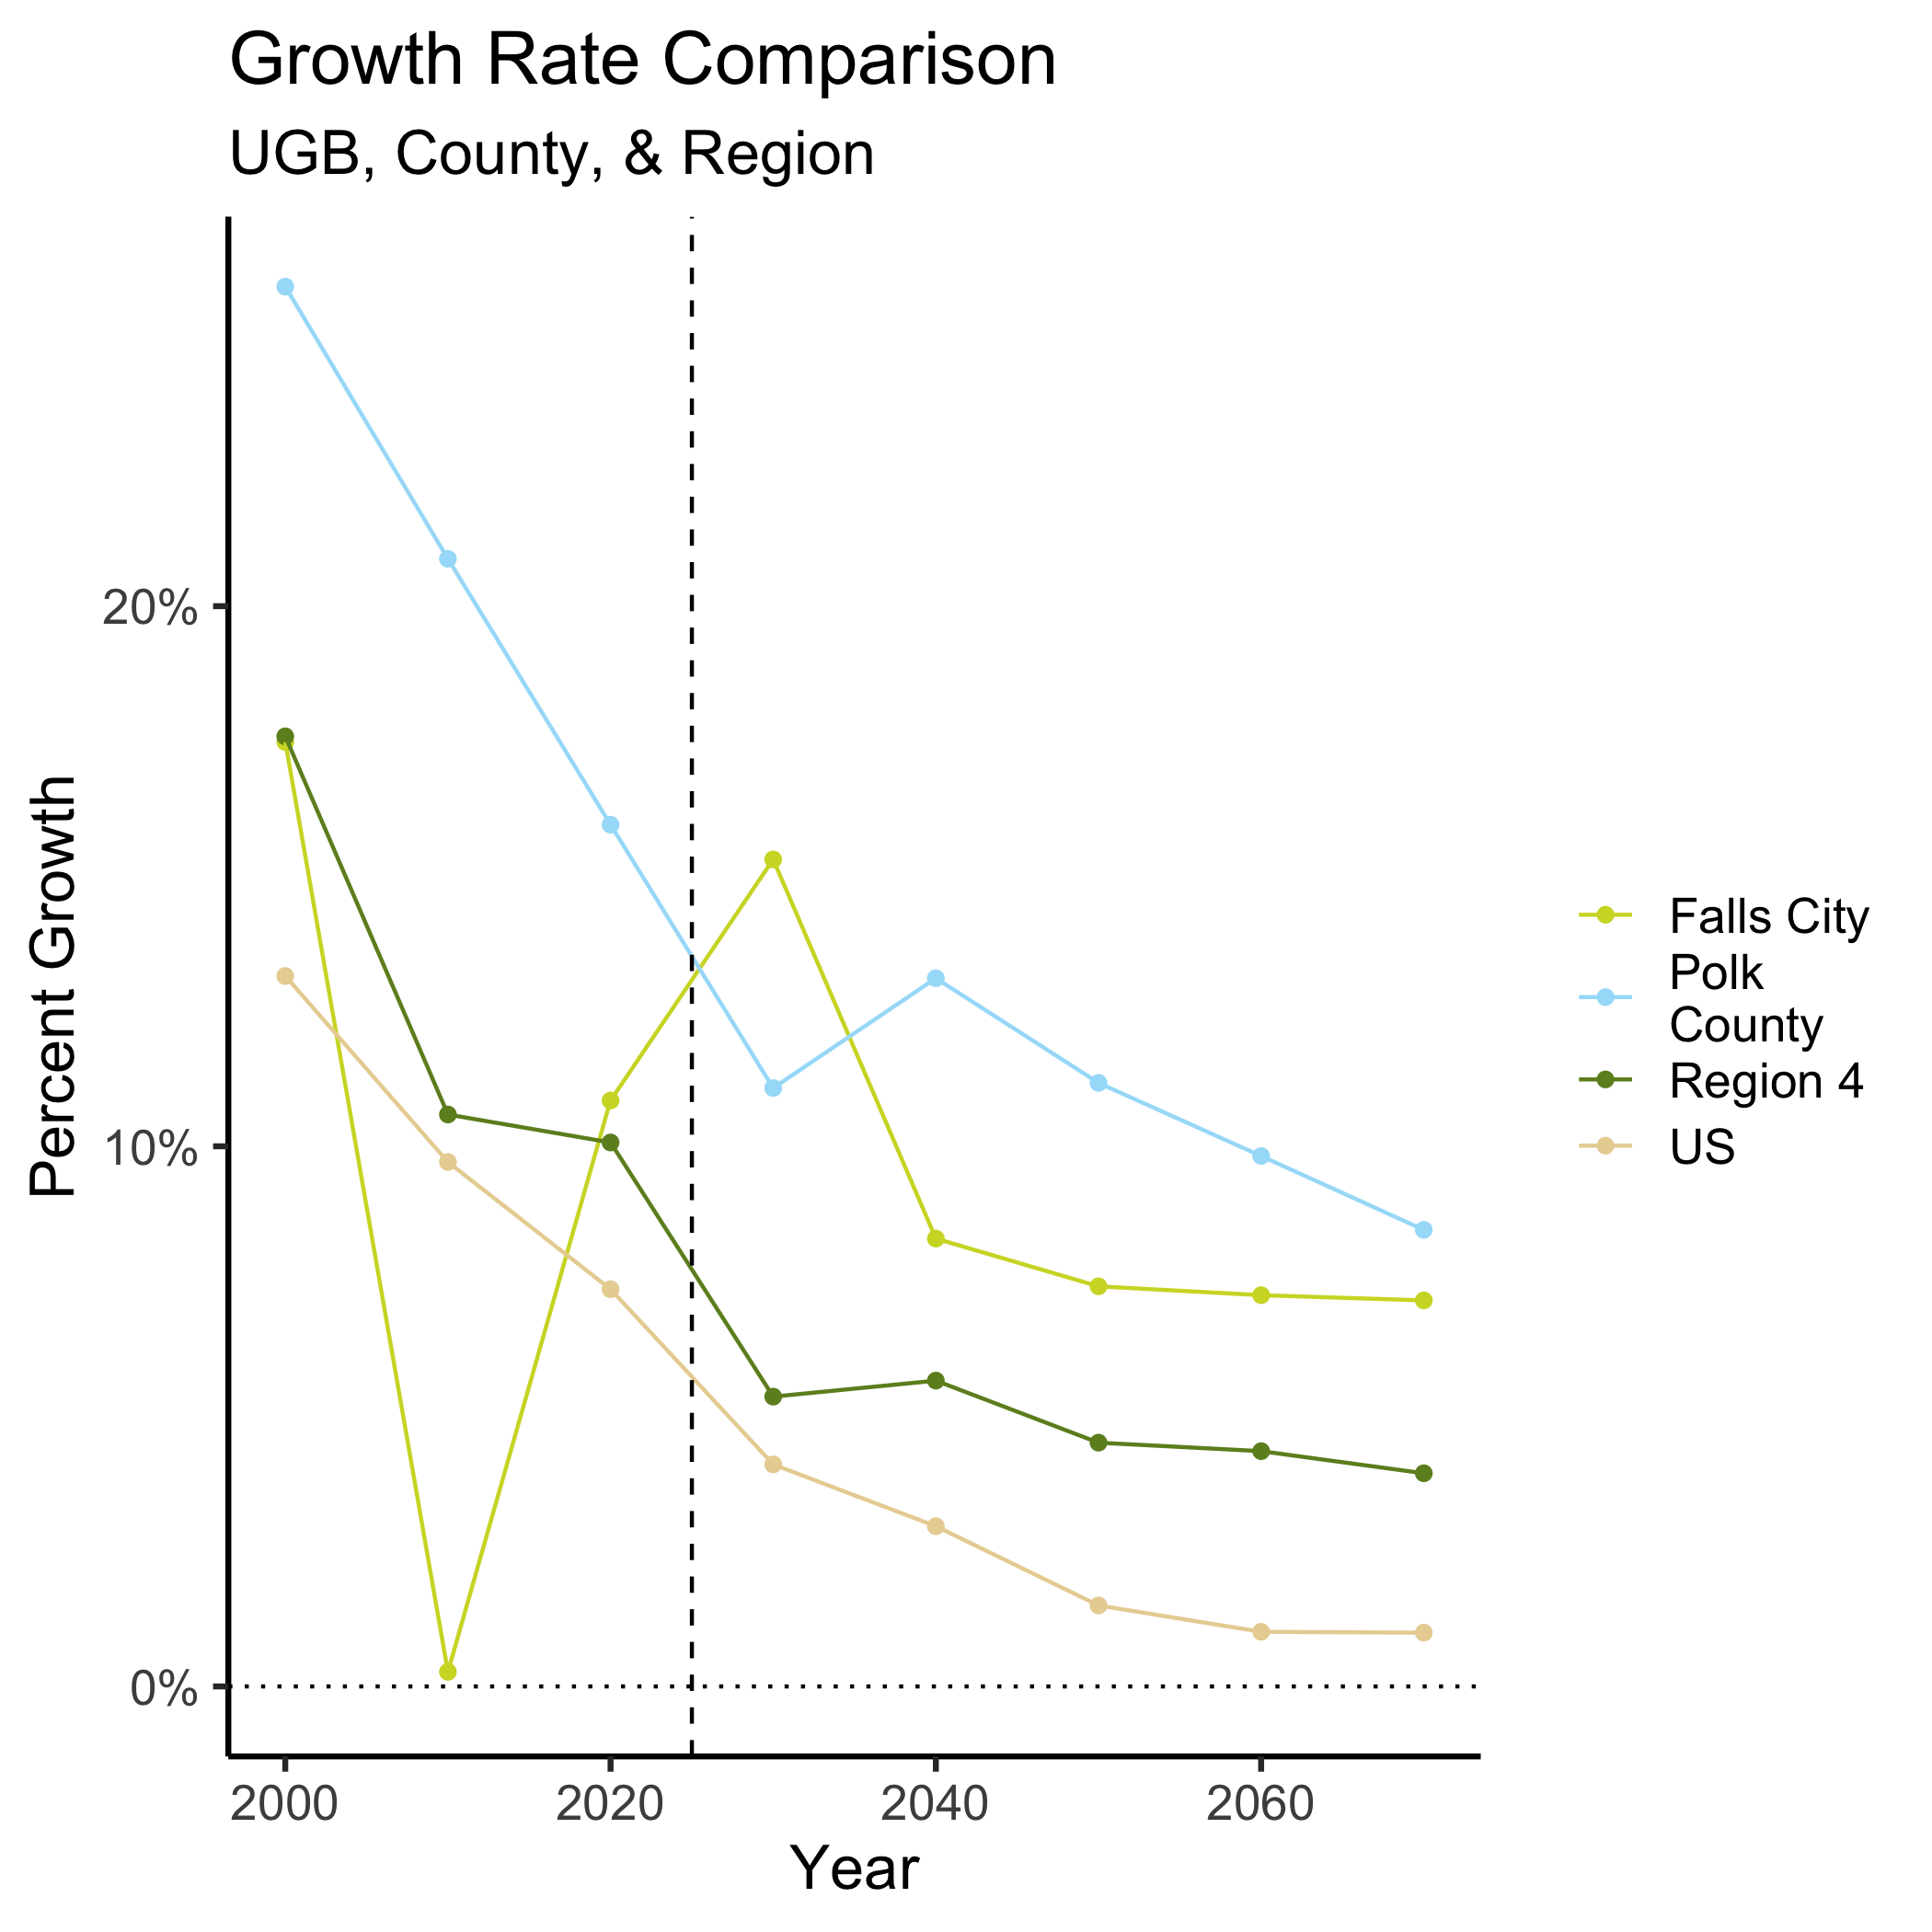 Growth Rate Comparison
UGB, County, & Region
Percent Growth
20%
10%
0%
2000
2020
2040
2060
Year
Falls City
Polk
County
Region 4
US